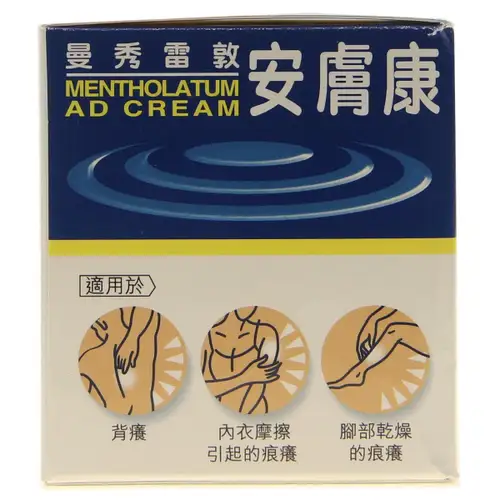 曼秀雷敦
MENTHOLATUM
AD CREAM
安膚康
適用於
背癢
內衣摩擦
引起的痕癢
腳部乾燥
的痕癢